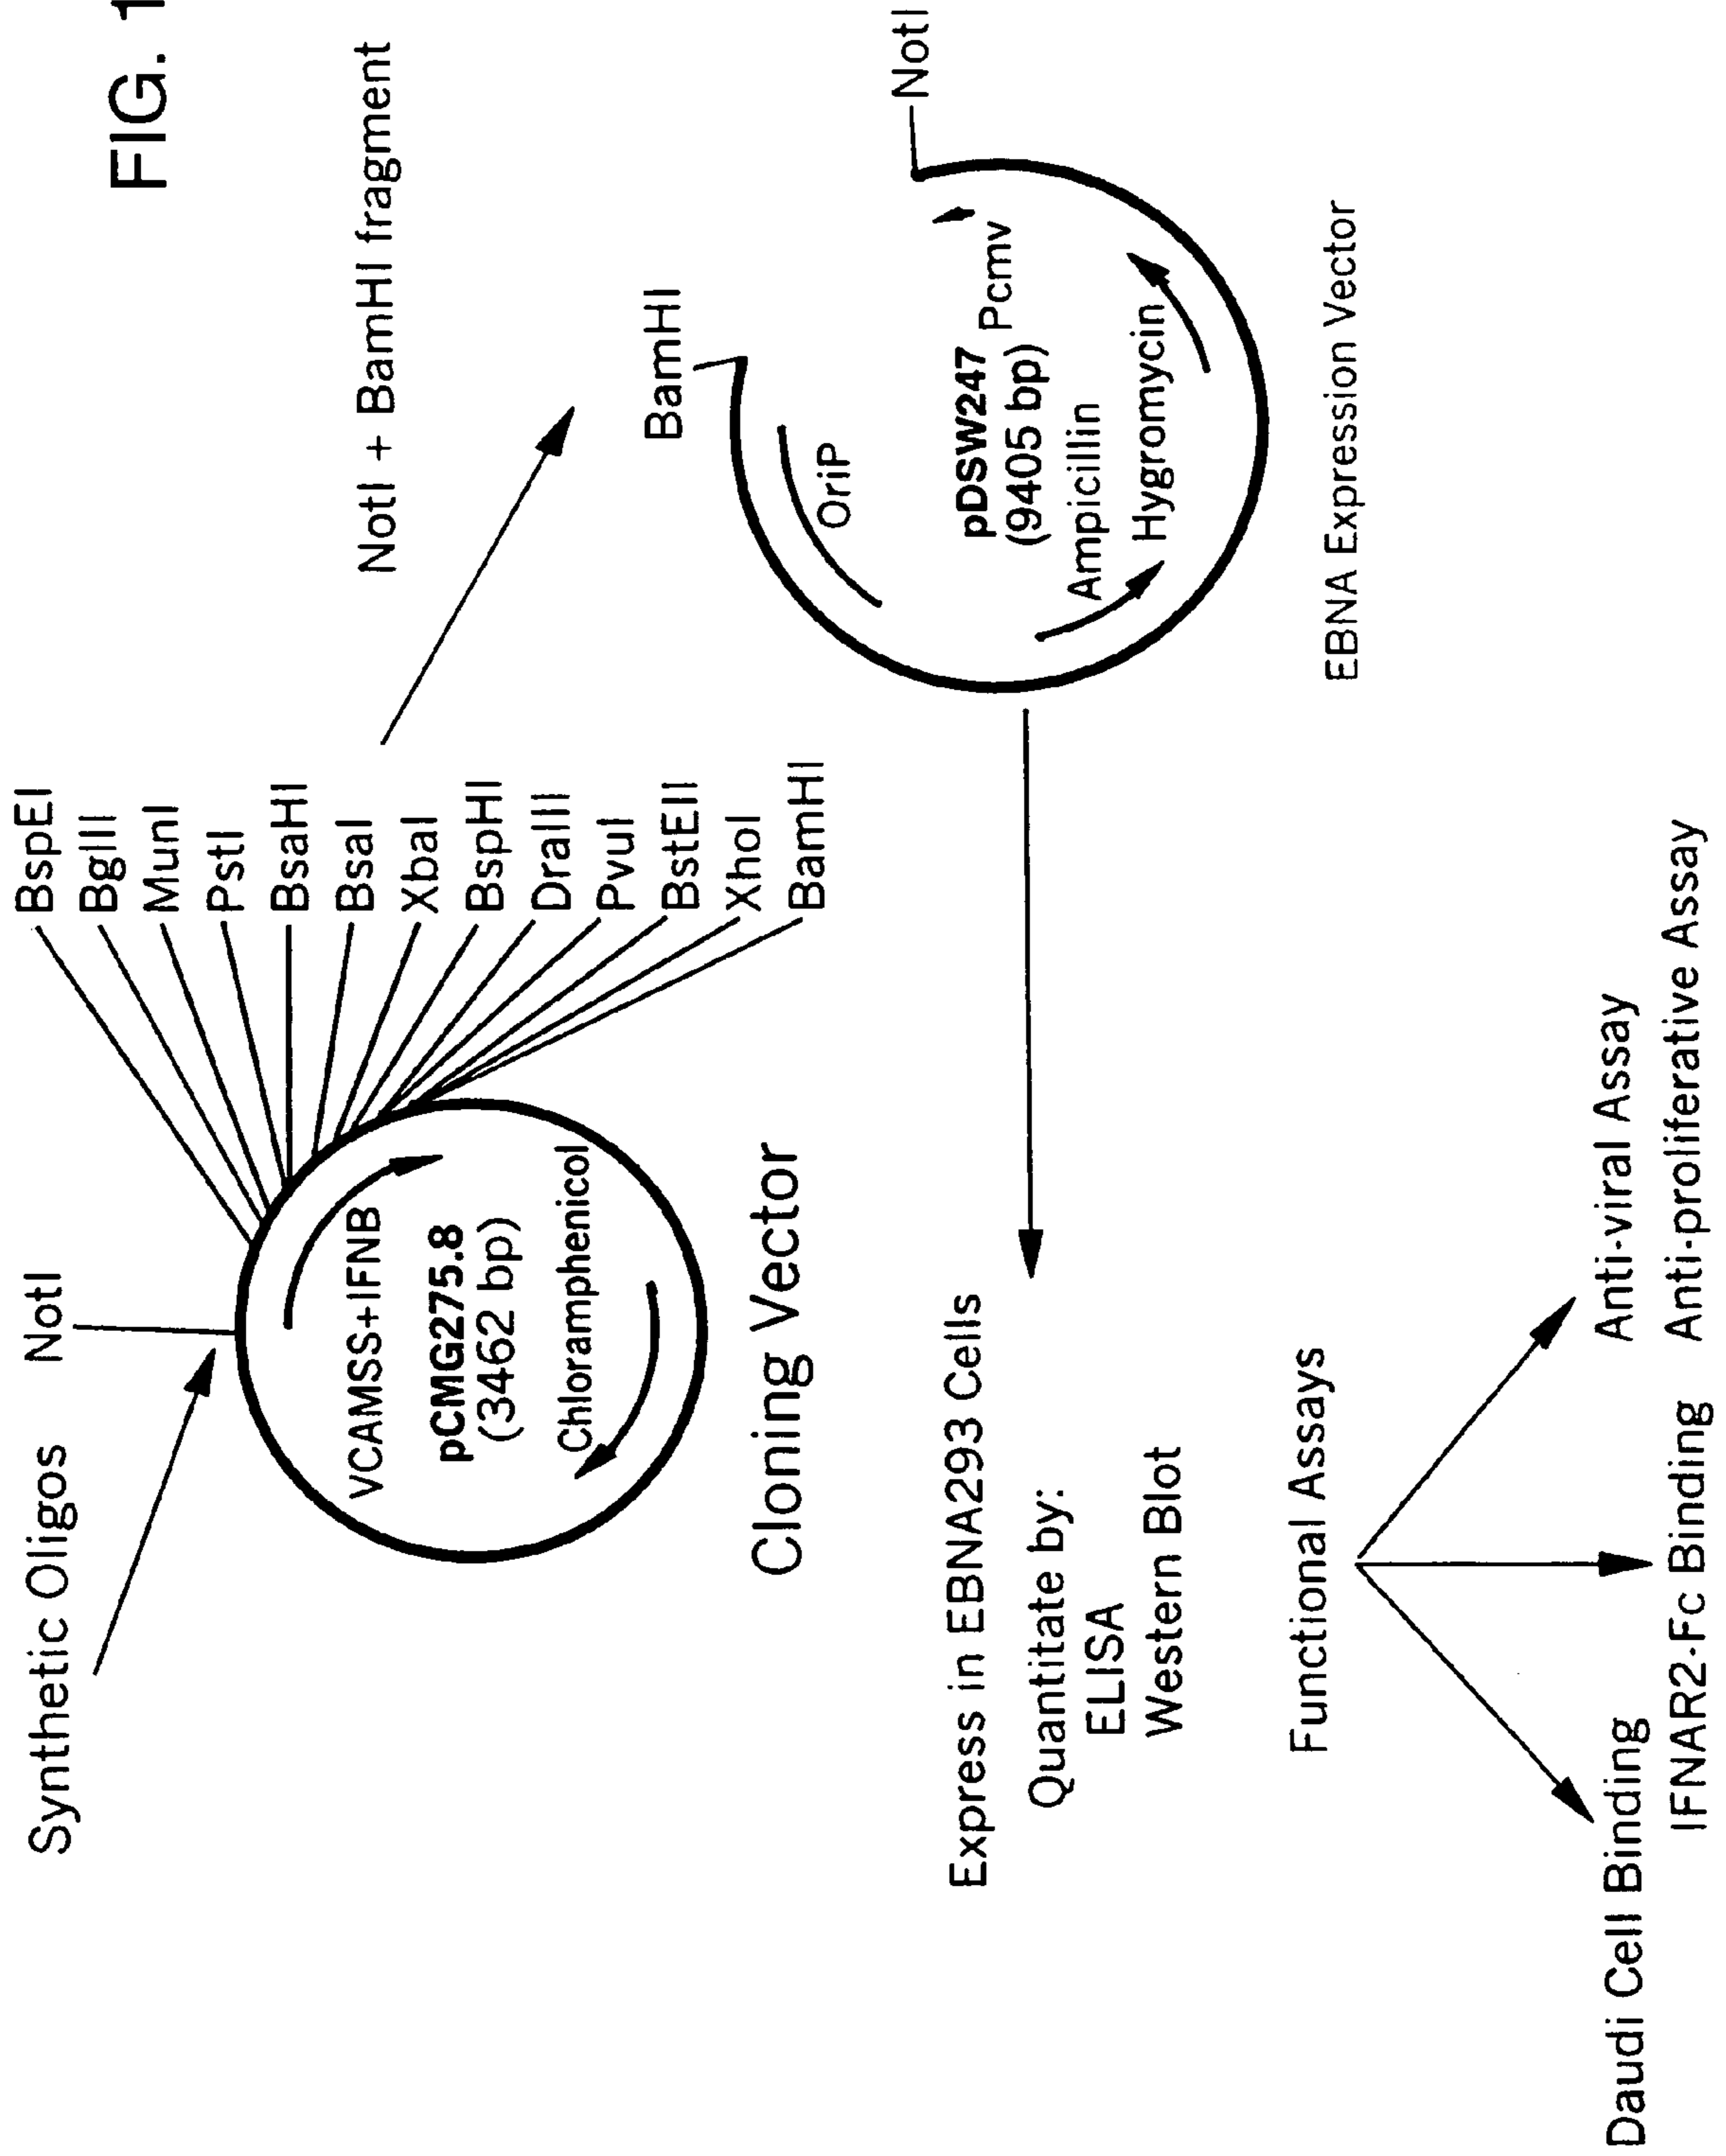 FIG. 1
Synthetic Oligos
NotI
BspEI
BglII
MunI
PstI
BsaHI
BsaI
XbaI
BspHI
DraIII
PvuI
BstEII
XhoI
BamHI
VCAMSS+IFNB
pCMG275.8
(3462 bp)
Chloramphenicol
Cloning Vector
NotI + BamHI fragment
BamHI
NotI
OriP
pDSW247
(9405 bp)
Pcmv
Ampicillin
Hygromycin
EBNA Expression Vector
Express in EBNA293 Cells
Quantitate by:
ELISA
Western Blot
Functional Assays
Daudi Cell Binding
IFNAR2-Fc Binding
Anti-viral Assay
Anti-proliferative Assay